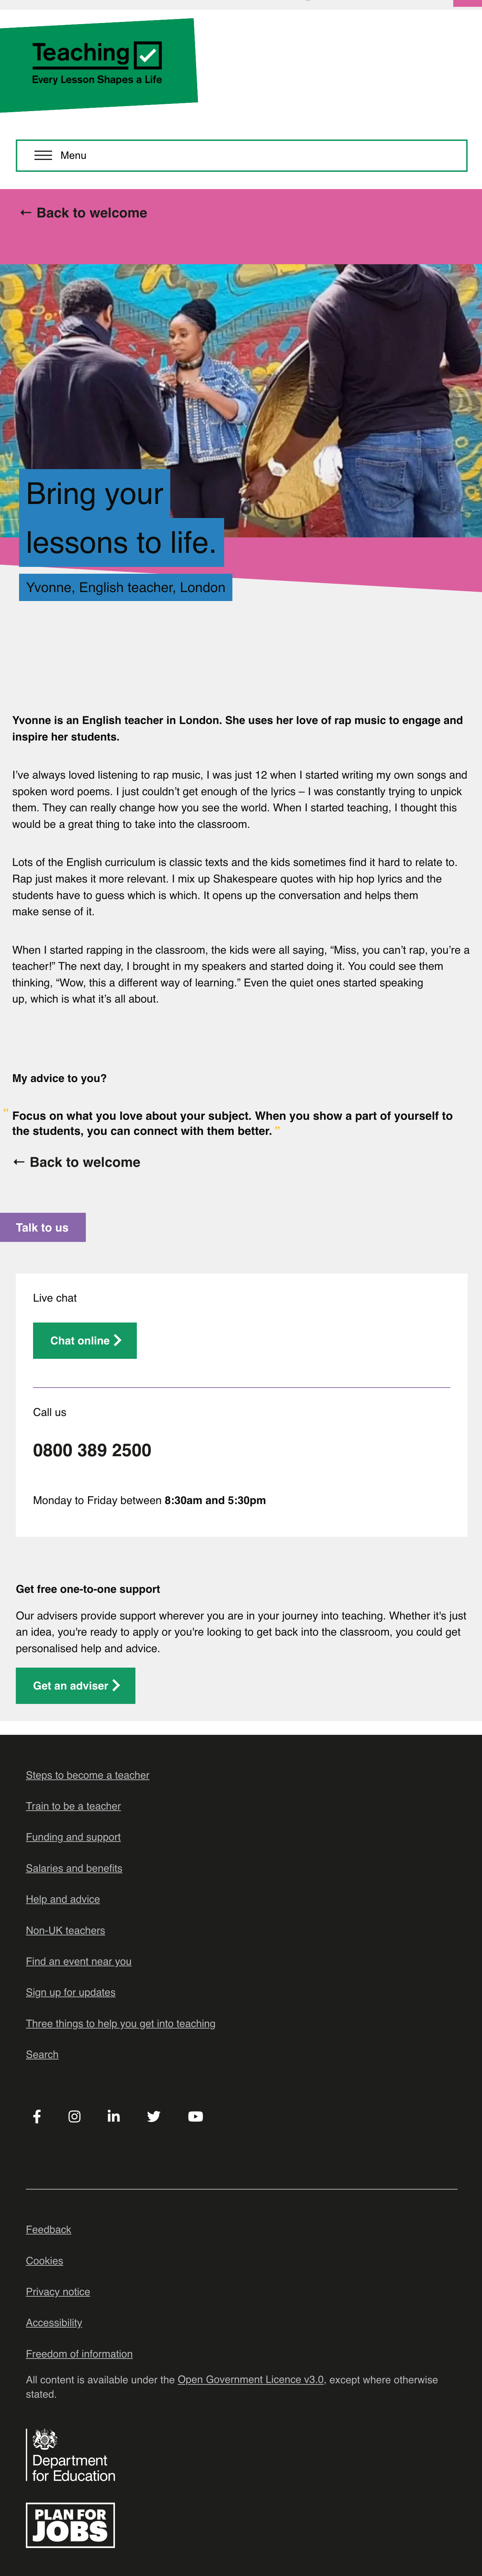 Teaching
Every Lesson Shapes a Life
Menu
← Back to welcome
Bring your
lessons to life.
Yvonne, English teacher, London
Yvonne is an English teacher in London. She uses her love of rap music to engage and
inspire her students.
I've always loved listening to rap music, I was just 12 when I started writing my own songs and
spoken word poems. I just couldn't get enough of the lyrics – I was constantly trying to unpick
them. They can really change how you see the world. When I started teaching, I thought this
would be a great thing to take into the classroom.
Lots of the English curriculum is classic texts and the kids sometimes find it hard to relate to.
Rap just makes it more relevant. I mix up Shakespeare quotes with hip hop lyrics and the
students have to guess which is which. It opens up the conversation and helps them
make sense of it.
When I started rapping in the classroom, the kids were all saying, “Miss, you can’t rap, you’re a
teacher!” The next day, I brought in my speakers and started doing it. You could see them
thinking, “Wow, this a different way of learning.” Even the quiet ones started speaking
up, which is what it’s all about.
My advice to you?
" Focus on what you love about your subject. When you show a part of yourself to
the students, you can connect with them better. "
← Back to welcome
Talk to us
Live chat
Chat online
Call us
0800 389 2500
Monday to Friday between 8:30am and 5:30pm
Get free one-to-one support
Our advisers provide support wherever you are in your journey into teaching. Whether it's just
an idea, you're ready to apply or you're looking to get back into the classroom, you could get
personalised help and advice.
Get an adviser
Steps to become a teacher
Train to be a teacher
Funding and support
Salaries and benefits
Help and advice
Non-UK teachers
Find an event near you
Sign up for updates
Three things to help you get into teaching
Search
Feedback
Cookies
Privacy notice
Accessibility
Freedom of information
All content is available under the Open Government Licence v3.0, except where otherwise
stated.
Department
for Education
PLAN FOR
JOBS